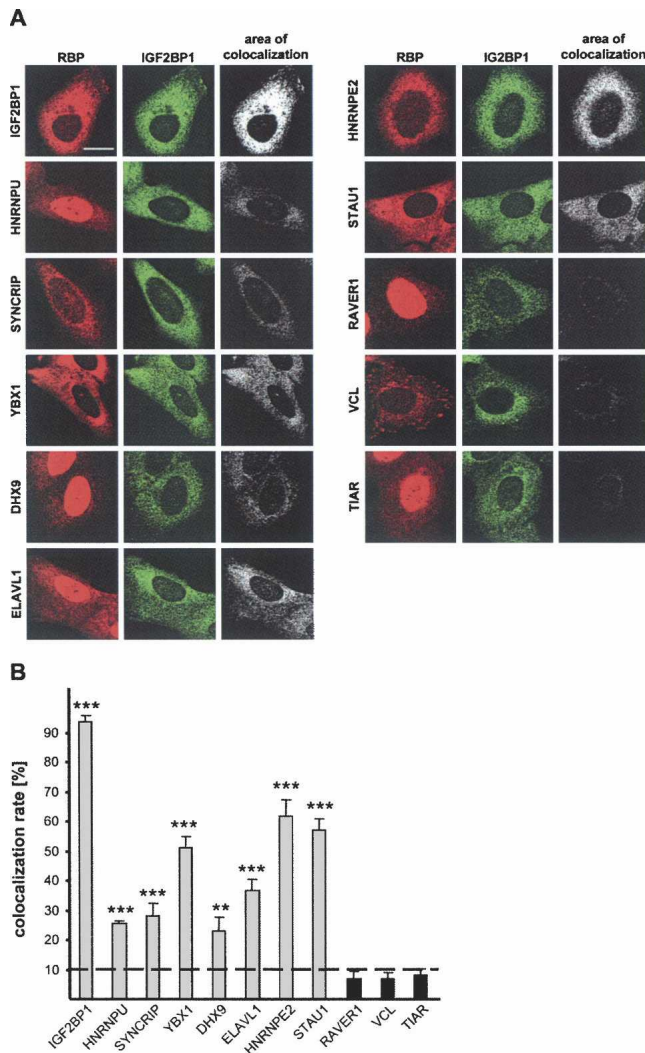 A
RBP IGF2BP1 area of colocalization
IGF2BP1
HNRNPU
SYNCRIP
YBX1
DHX9
ELAVL1
RBP IG2BP1 area of colocalization
HNRNPE2
STAU1
RAVER1
VCL
TIAR
B
colocalization rate [%]
90
80
70
60
50
40
30
20
10
*** *** *** *** ** *** *** ***
IGF2BP1 HNRNPU SYNCRIP YBX1 DHX9 ELAVL1 HNRNPE2 STAU1 RAVER1 VCL TIAR